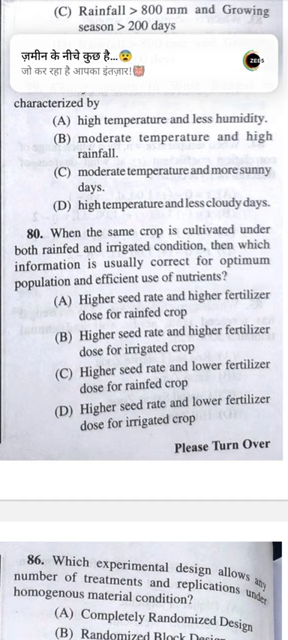 (C) Rainfall > 800 mm and Growing
season > 200 days
ज़मीन के नीचे कुछ है...😨
जो कर रहा है आपका इंतज़ार!👹
ZEE5
characterized by
(A) high temperature and less humidity.
(B) moderate temperature and high
rainfall.
(C) moderate temperature and more sunny
days.
(D) high temperature and less cloudy days.
80. When the same crop is cultivated under
both rainfed and irrigated condition, then which
information is usually correct for optimum
population and efficient use of nutrients?
(A) Higher seed rate and higher fertilizer
dose for rainfed crop
(B) Higher seed rate and higher fertilizer
dose for irrigated crop
(C) Higher seed rate and lower fertilizer
dose for rainfed crop
(D) Higher seed rate and lower fertilizer
dose for irrigated crop
Please Turn Over
86. Which experimental design allows any
number of treatments and replications under
homogenous material condition?
(A) Completely Randomized Design
(B) Randomized Block Design